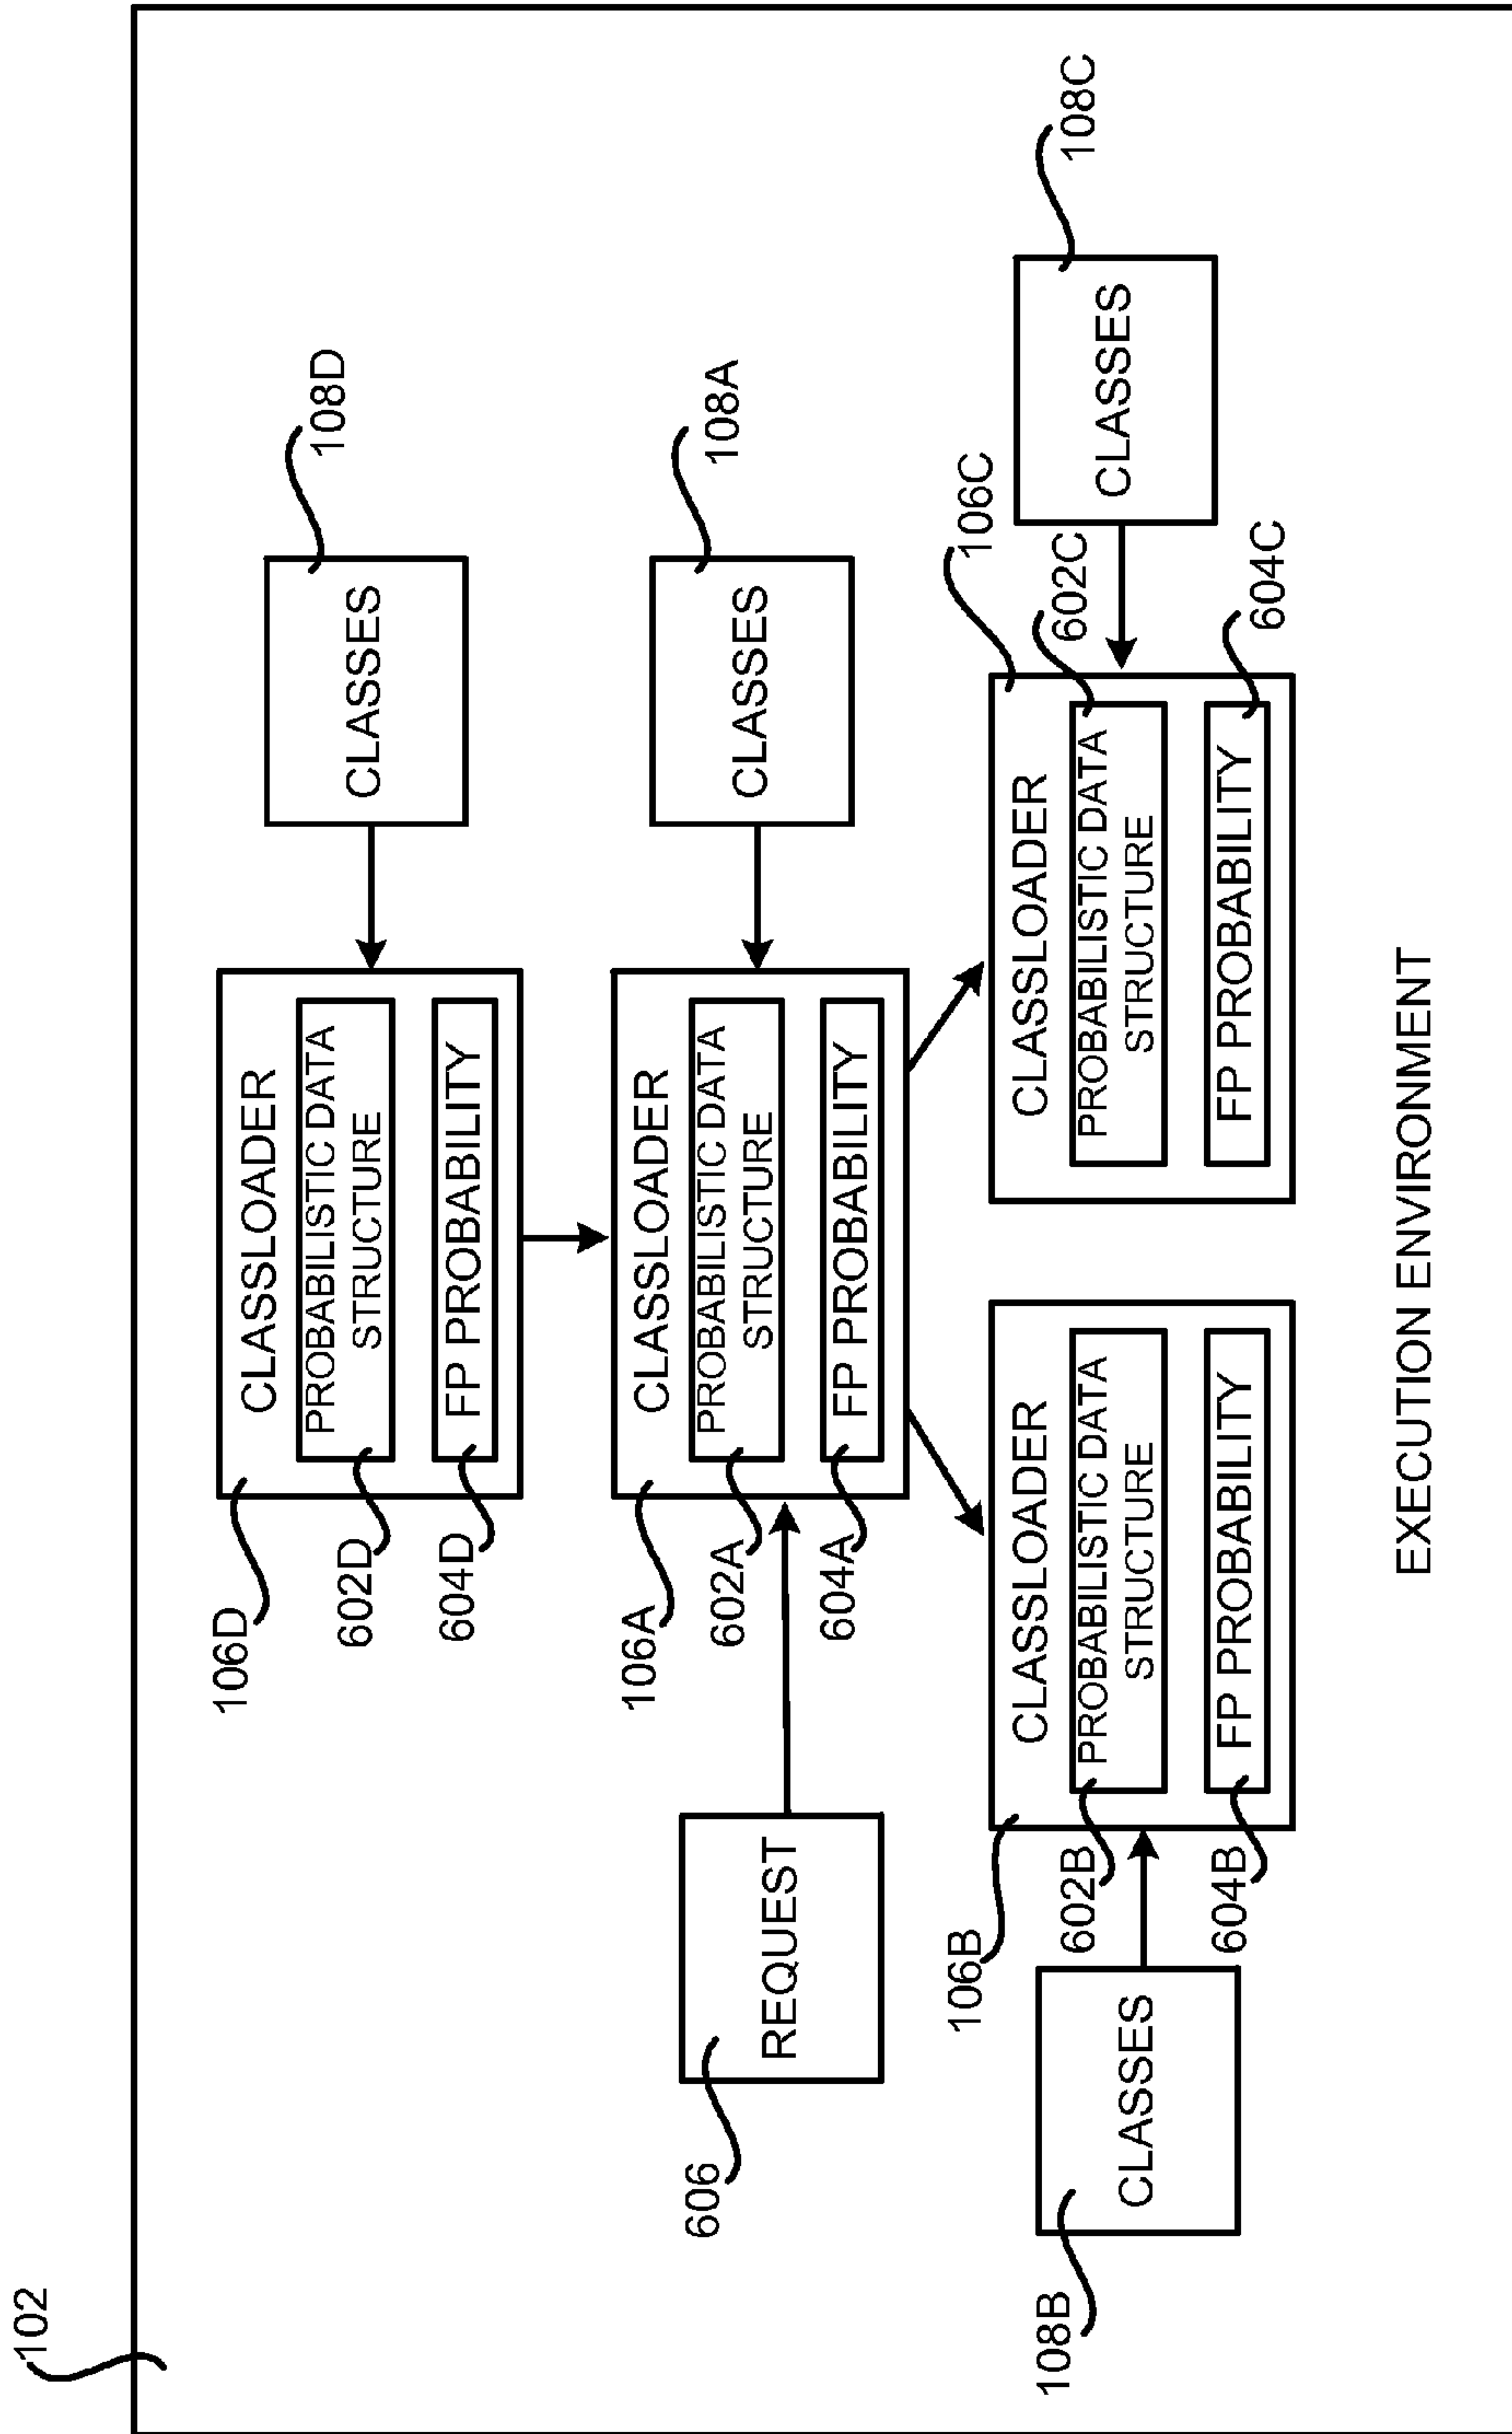 102
108D
CLASSES
CLASSLOADER
PROBABILISTIC DATA
STRUCTURE
FP PROBABILITY
106D
602D
604D
108A
CLASSES
CLASSLOADER
PROBABILISTIC DATA
STRUCTURE
FP PROBABILITY
106A
602A
604A
REQUEST
606
CLASSLOADER
PROBABILISTIC DATA
STRUCTURE
FP PROBABILITY
106B
602B
604B
CLASSES
108B
CLASSLOADER
PROBABILISTIC DATA
STRUCTURE
FP PROBABILITY
106C
602C
604C
CLASSES
108C
EXECUTION ENVIRONMENT